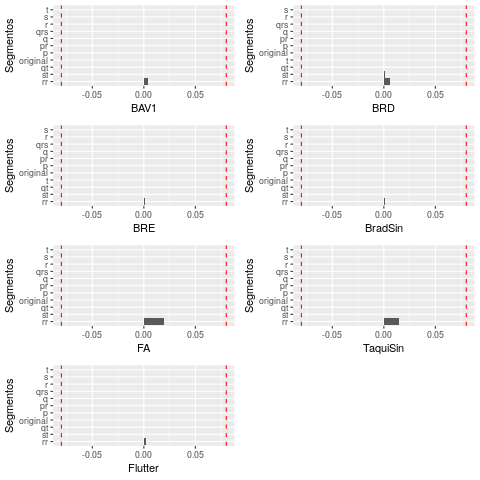 Segmentos
t
s
r
qrs
q
pr
p
original
qt
st
rr
-0.05
0.00
0.05
BAV1
Segmentos
s
r
qrs
q
pr
p
original
t
qt
st
rr
-0.05
0.00
0.05
BRD
Segmentos
s
r
qrs
q
pr
p
original
t
qt
st
rr
-0.05
0.00
0.05
BRE
Segmentos
s
r
qrs
q
pr
p
original
t
qt
st
rr
-0.05
0.00
0.05
BradSin
Segmentos
t
s
r
qrs
q
pr
p
original
qt
st
rr
-0.05
0.00
0.05
FA
Segmentos
t
s
r
qrs
q
pr
p
original
qt
st
rr
-0.05
0.00
0.05
TaquiSin
Segmentos
t
s
r
qrs
q
pr
p
original
qt
st
rr
-0.05
0.00
0.05
Flutter